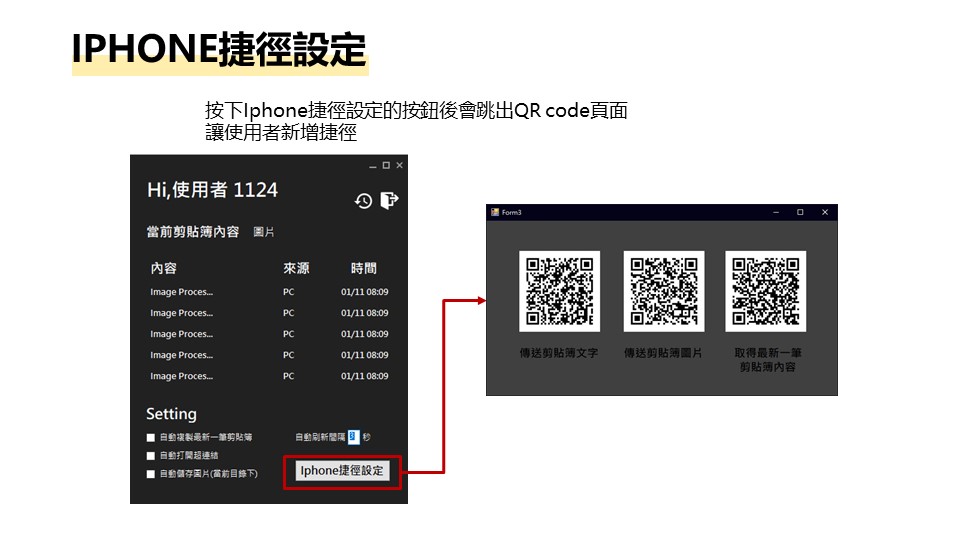 IPHONE捷徑設定
按下Iphone捷徑設定的按鈕後會跳出QR code頁面
讓使用者新增捷徑
Hi,使用者 1124
當前剪貼簿內容 圖片
內容 來源 時間
Image Proces... PC 01/11 08:09
Image Proces... PC 01/11 08:09
Image Proces... PC 01/11 08:09
Image Proces... PC 01/11 08:09
Image Proces... PC 01/11 08:09
Setting
自動複製最新一筆剪貼簿 自動刷新間隔 3 秒
自動打開超連結
自動儲存圖片(當前目錄下)
Iphone捷徑設定
Form3
傳送剪貼簿文字 傳送剪貼簿圖片 取得最新一筆
剪貼簿內容